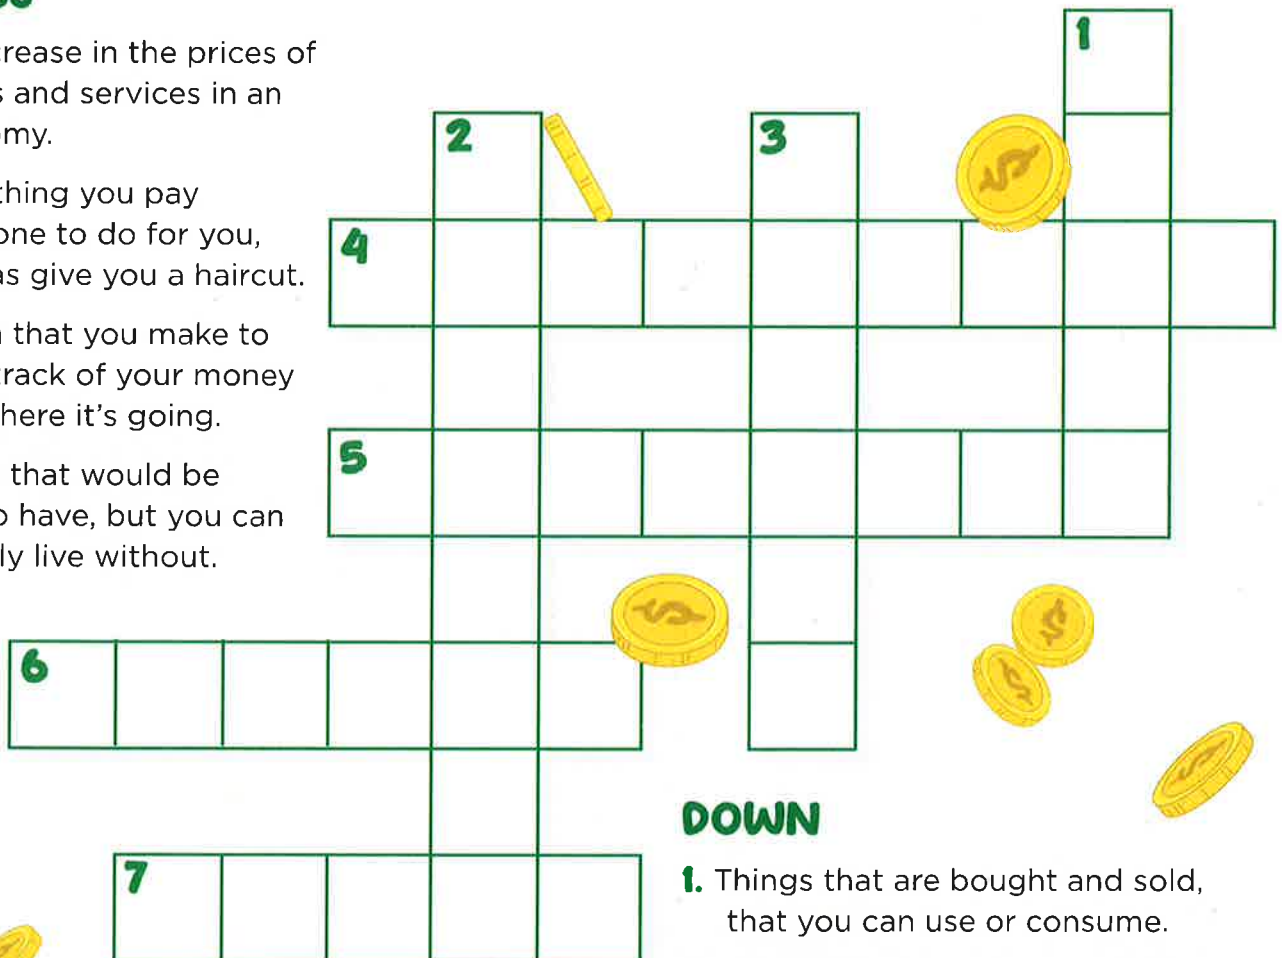 crease in the prices of
s and services in an
my.
thing you pay
one to do for you,
as give you a haircut.
that you make to
track of your money
here it's going.
that would be
o have, but you can
ly live without.
1
2
3
4
5
6
7
DOWN
1. Things that are bought and sold,
that you can use or consume.